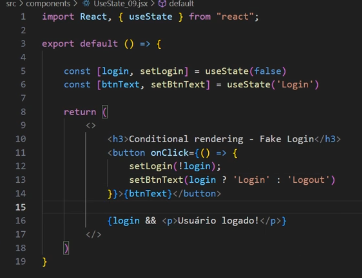 src > components > UseState_09.jsx > default
1 import React, { useState } from "react";
2
3 export default () => {
4
5 const [login, setLogin] = useState(false)
6 const [btnText, setBtnText] = useState('Login')
7
8 return (
9 <>
10 <h3>Conditional rendering - Fake Login</h3>
11 <button onClick={() => {
12 setLogin(!login);
13 setBtnText(login ? 'Login' : 'Logout')
14 }}>{btnText}</button>
15
16 {login && <p>Usuário logado!</p>}
17 </>
18 )
19 }